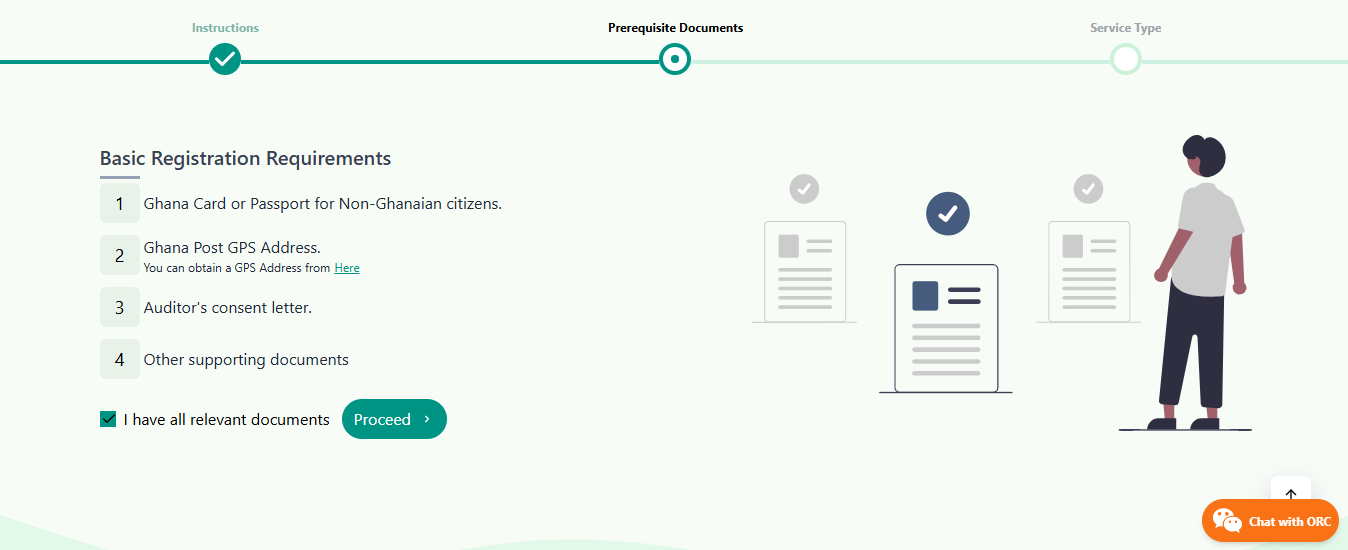 Instructions
Prerequisite Documents
Service Type
Basic Registration Requirements
1 Ghana Card or Passport for Non-Ghanaian citizens.
2 Ghana Post GPS Address.
You can obtain a GPS Address from Here
3 Auditor's consent letter.
4 Other supporting documents
I have all relevant documents Proceed ›
Chat with ORC